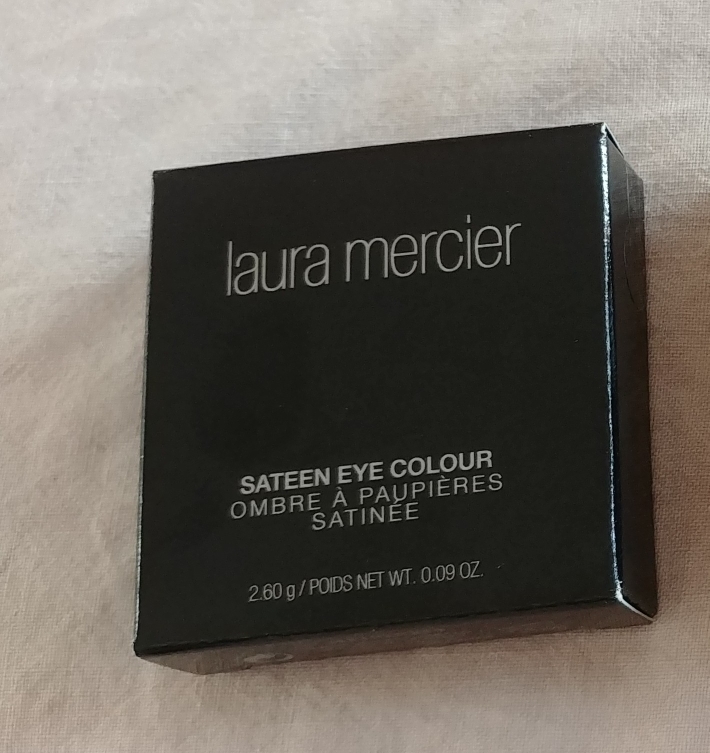 laura mercier
SATEEN EYE COLOUR
OMBRE À PAUPIÈRES
SATINÉE
2.60 g / POIDS NET WT. 0.09 OZ.